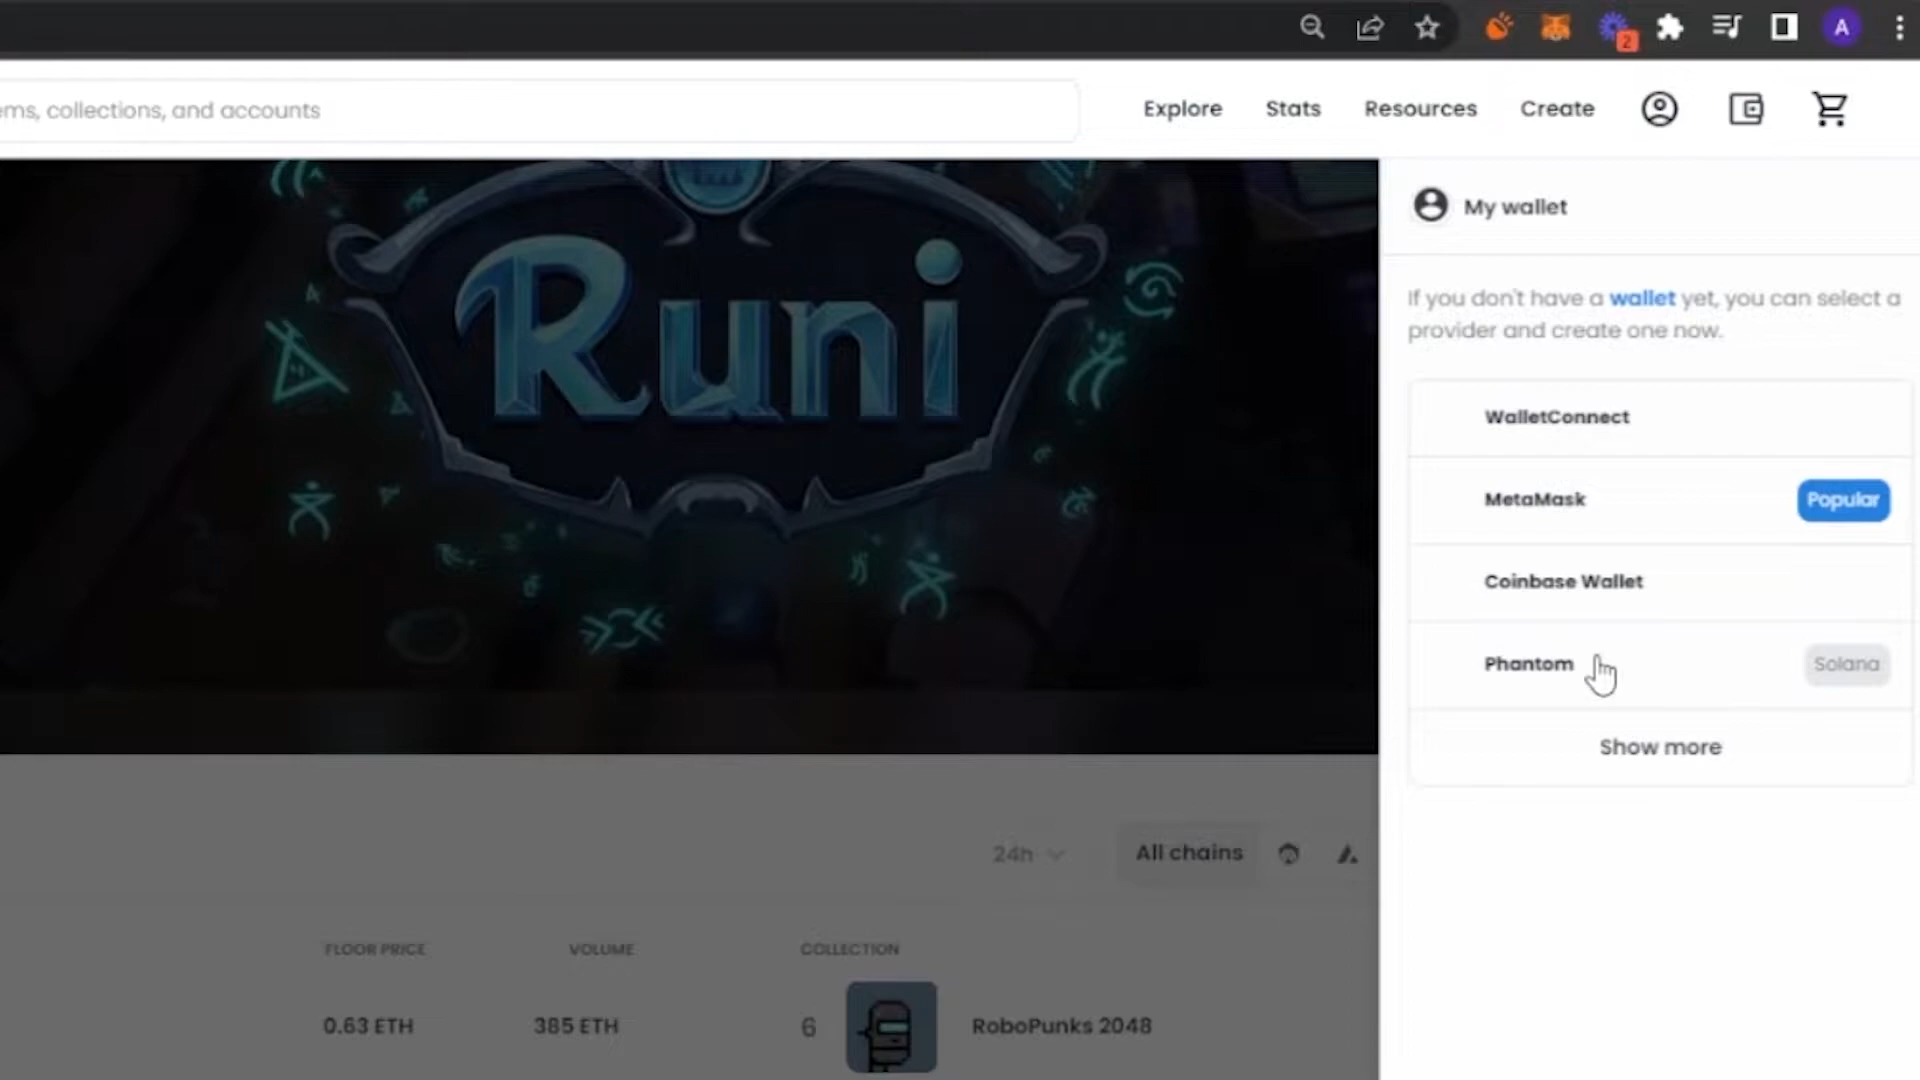 2
A
ems, collections, and accounts
Explore
Stats
Resources
Create
My wallet
If you don't have a wallet yet, you can select a
provider and create one now.
WalletConnect
MetaMask
Popular
Coinbase Wallet
Phantom
Solana
Show more
Runi
24h
All chains
FLOOR PRICE
VOLUME
COLLECTION
0.63 ETH
385 ETH
6
RoboPunks 2048